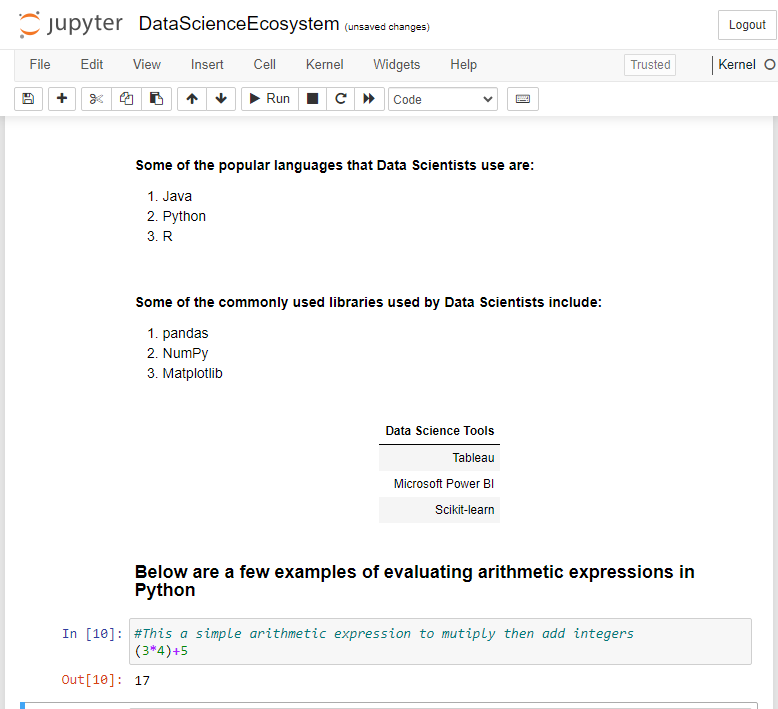 jupyter DataScienceEcosystem (unsaved changes) Logout
File Edit View Insert Cell Kernel Widgets Help Trusted Kernel
Run Code
Some of the popular languages that Data Scientists use are:
1. Java
2. Python
3. R
Some of the commonly used libraries used by Data Scientists include:
1. pandas
2. NumPy
3. Matplotlib
Data Science Tools
Tableau
Microsoft Power BI
Scikit-learn
Below are a few examples of evaluating arithmetic expressions in
Python
In [10]: #This a simple arithmetic expression to mutiply then add integers
(3*4)+5
Out[10]: 17